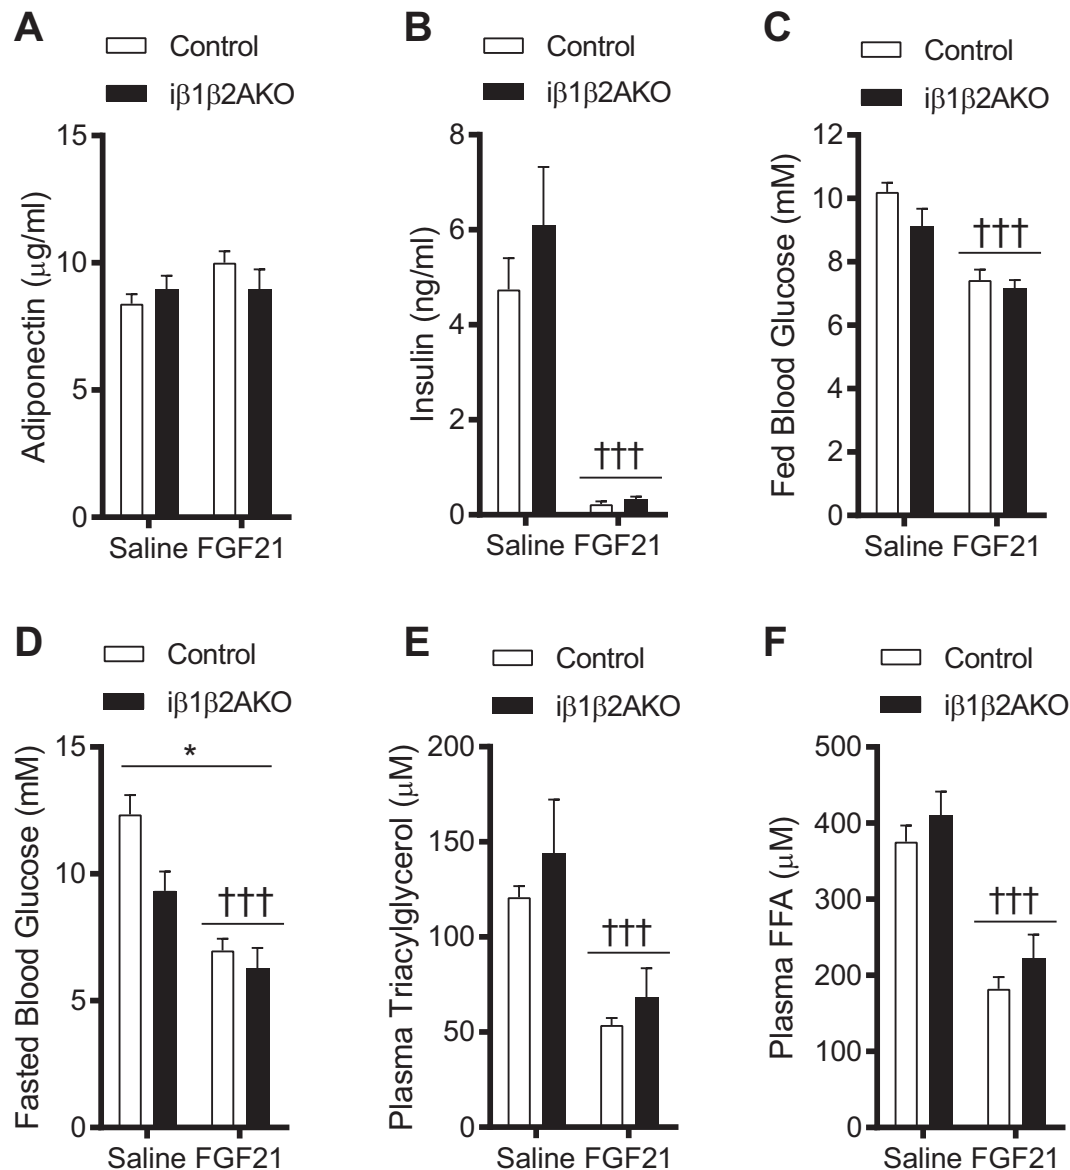 A
Control
iβ1β2AKO
Adiponectin (μg/ml)
15
10
5
0
Saline FGF21
B
Control
iβ1β2AKO
Insulin (ng/ml)
8
6
4
2
0
†††
Saline FGF21
C
Control
iβ1β2AKO
Fed Blood Glucose (mM)
12
10
8
6
4
2
0
†††
Saline FGF21
D
Control
iβ1β2AKO
Fasted Blood Glucose (mM)
15
10
5
0
*
†††
Saline FGF21
E
Control
iβ1β2AKO
Plasma Triacylglycerol (μM)
200
150
100
50
0
†††
Saline FGF21
F
Control
iβ1β2AKO
Plasma FFA (μM)
500
400
300
200
100
0
†††
Saline FGF21